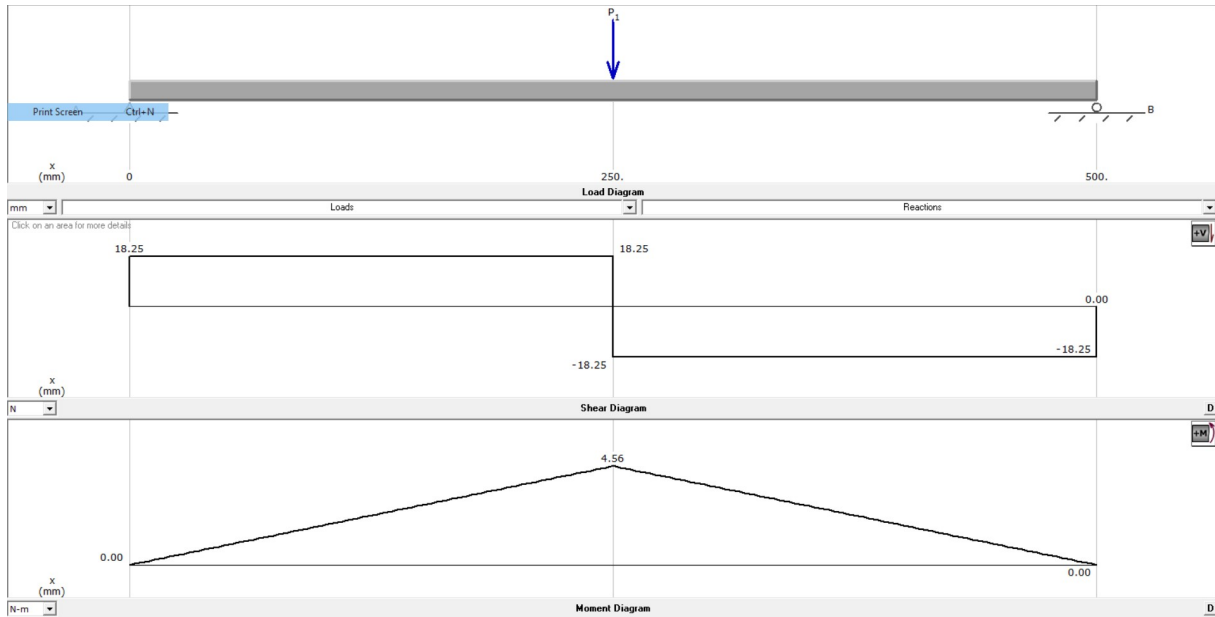 P1
Print Screen Ctrl+N
B
x
(mm) 0 250. 500.
Load Diagram
mm Loads Reactions
Click on an area for more details
+V
18.25 18.25
0.00
-18.25
-18.25
x
(mm)
N Shear Diagram D
+M
4.56
0.00
0.00
x
(mm)
N-m Moment Diagram D